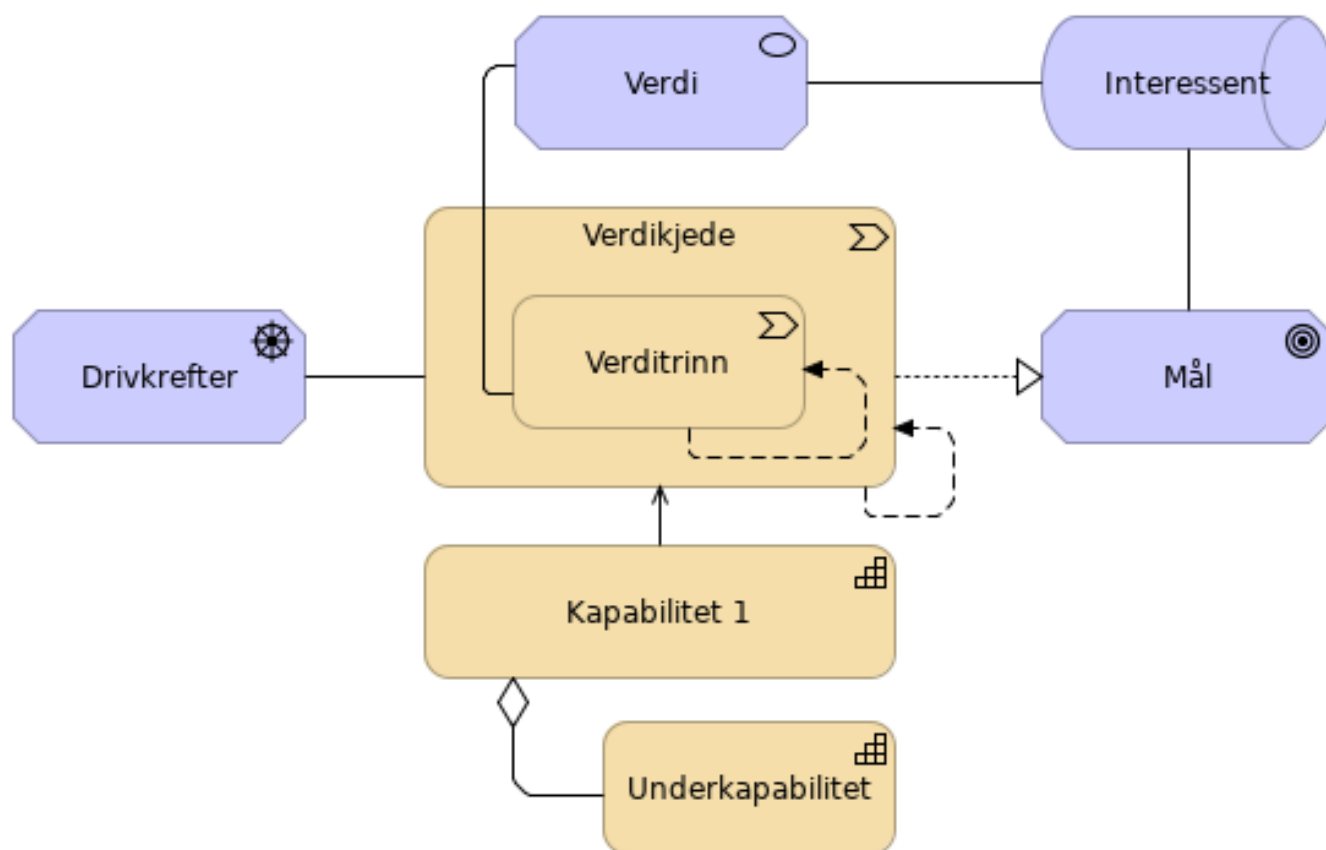 Verdi
Interessent
Verdikjede
Verditrinn
Drivkrefter
Mål
Kapabilitet 1
Underkapabilitet